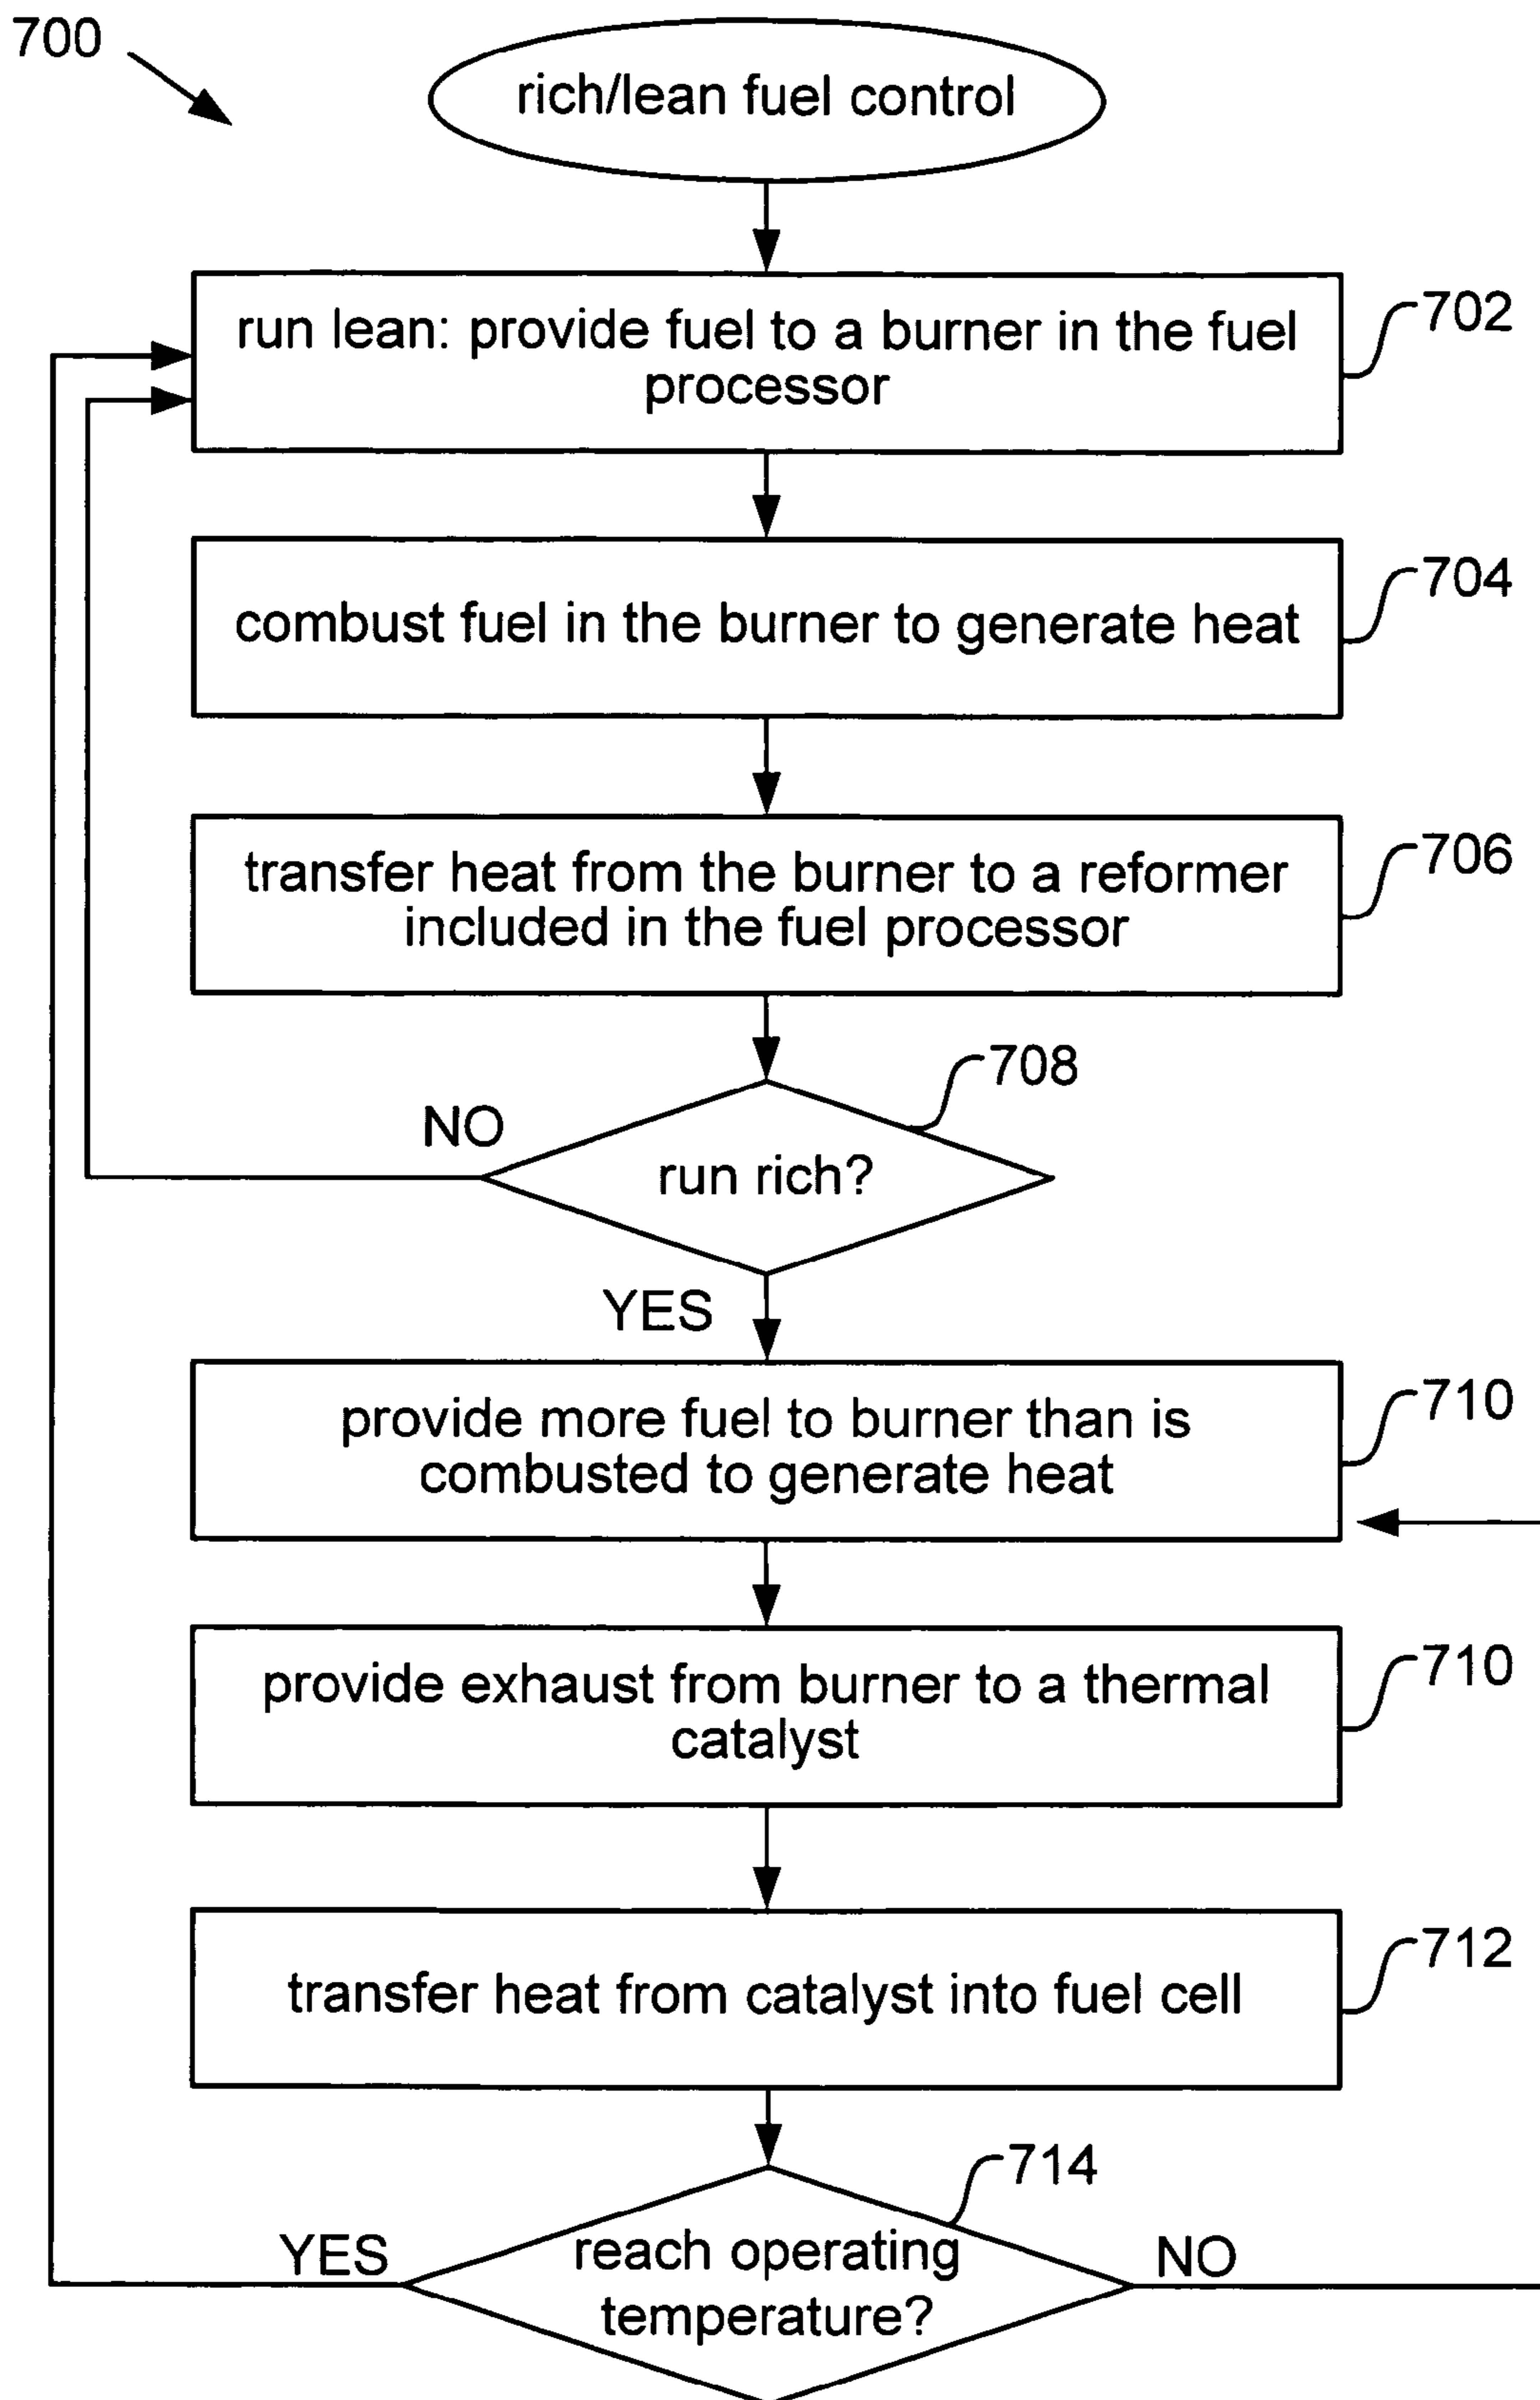 700
rich/lean fuel control
run lean: provide fuel to a burner in the fuel
processor
702
combust fuel in the burner to generate heat
704
transfer heat from the burner to a reformer
included in the fuel processor
706
708
NO
run rich?
YES
provide more fuel to burner than is
combusted to generate heat
710
provide exhaust from burner to a thermal
catalyst
710
transfer heat from catalyst into fuel cell
712
714
YES
reach operating
temperature?
NO